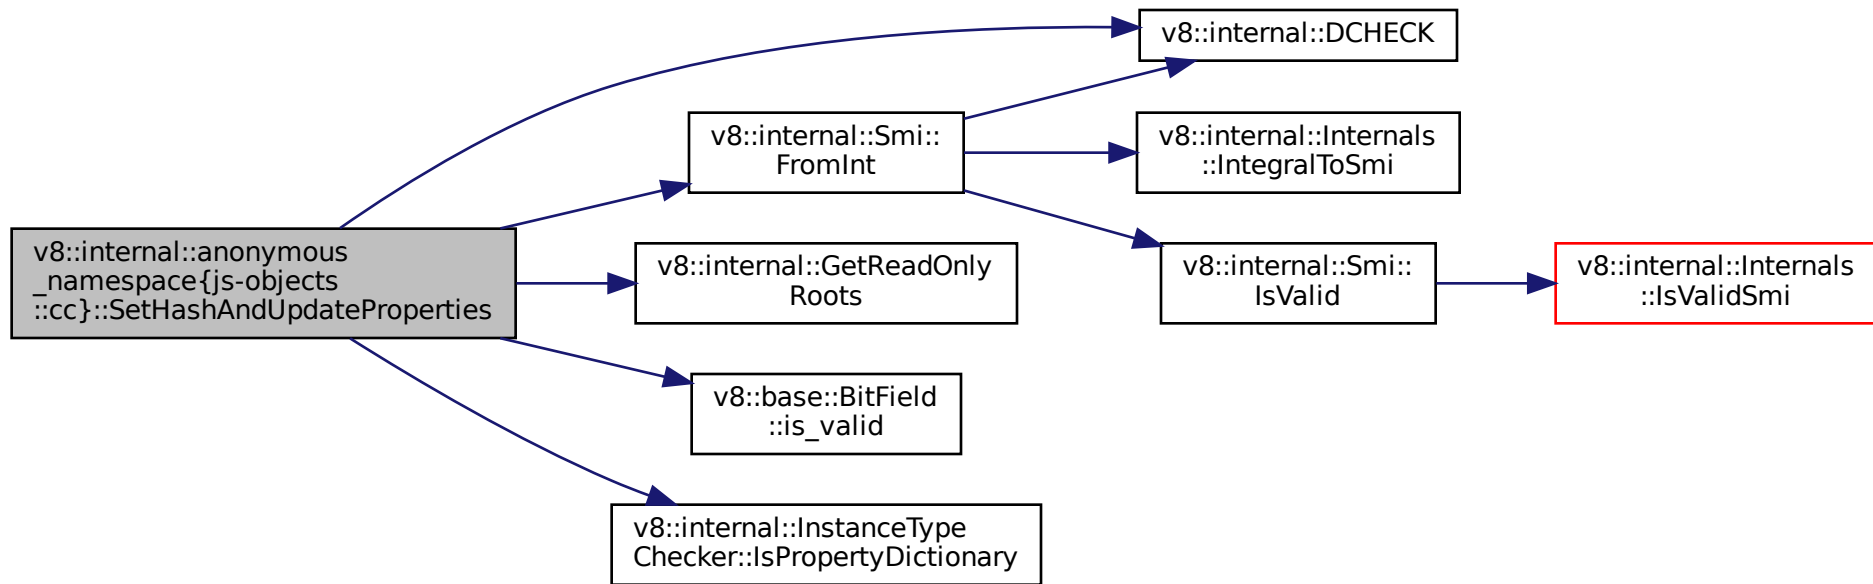 v8::internal::anonymous
_namespace{js-objects
::cc}::SetHashAndUpdateProperties
v8::internal::DCHECK
v8::internal::Smi::
FromInt
v8::internal::Internals
::IntegralToSmi
v8::internal::GetReadOnly
Roots
v8::internal::Smi::
IsValid
v8::internal::Internals
::IsValidSmi
v8::base::BitField
::is_valid
v8::internal::InstanceType
Checker::IsPropertyDictionary